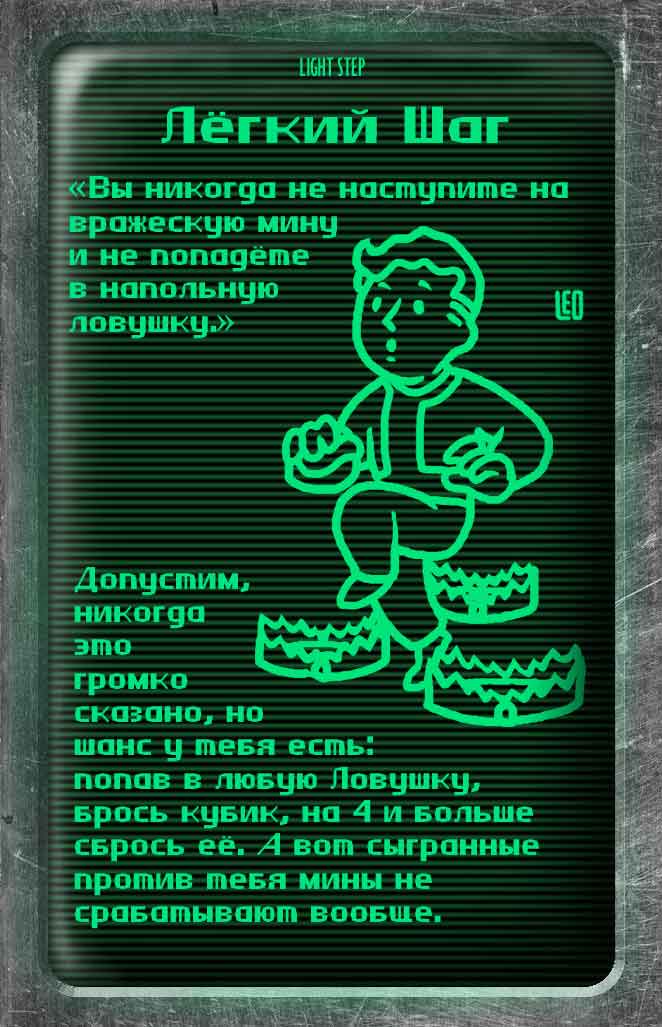 LIGHT STEP
Лёгкий Шаг
«Вы никогда не наступите на
вражескую мину
и не попадёте
в напольную
ловушку.»
LEO
Допустим,
никогда
это
громко
сказано, но
шанс у тебя есть:
попав в любую Ловушку,
брось кубик, на 4 и больше
сбрось её. А вот сыгранные
против тебя мины не
срабатывают вообще.